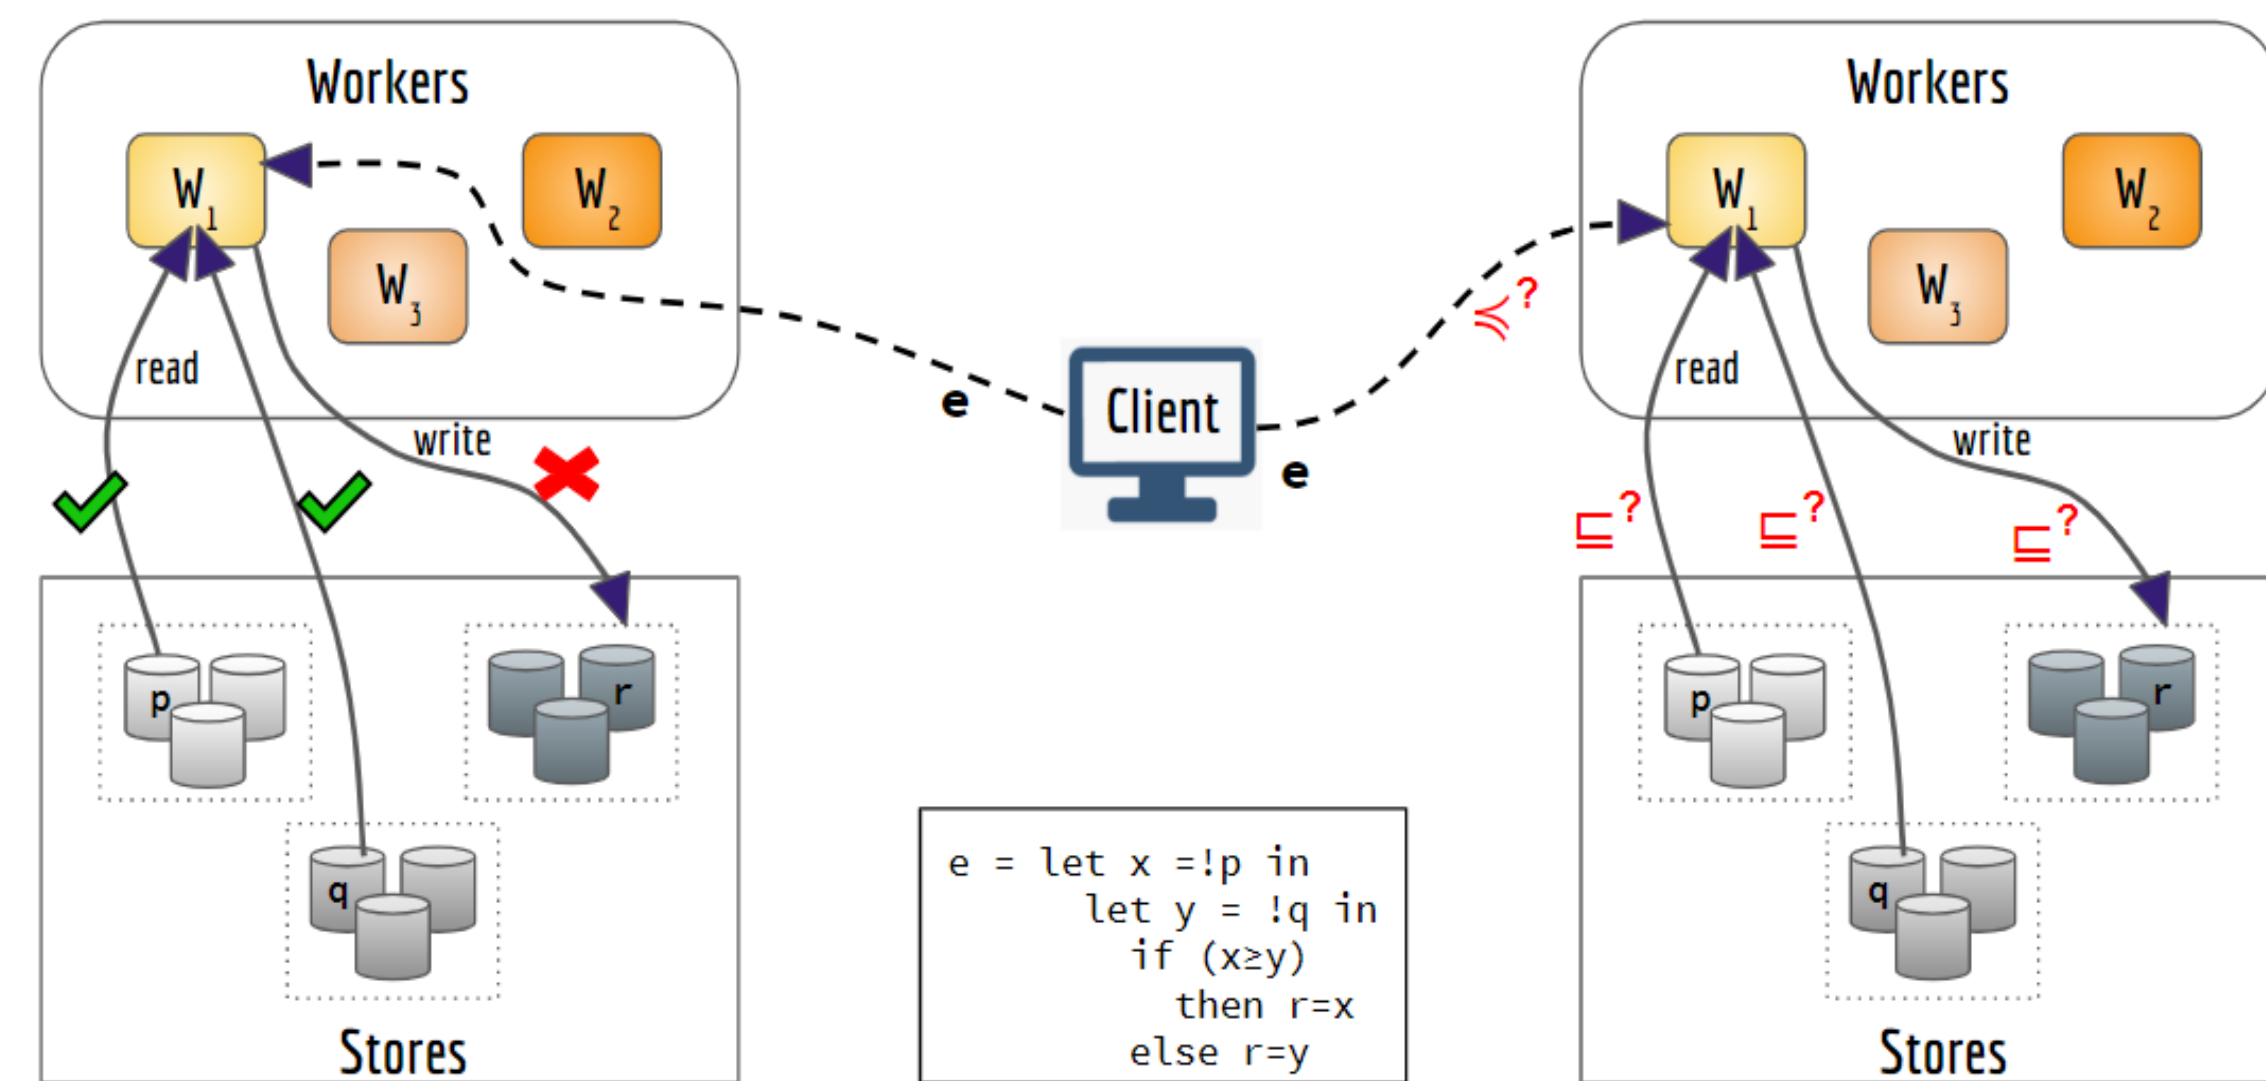 Workers
W1
W2
W3
read
write
p
r
q
Stores
e
Client
e
≼?
e = let x =!p in
let y = !q in
if (x≥y)
then r=x
else r=y
Workers
W1
W2
W3
read
write
⊑?
⊑?
⊑?
p
r
q
Stores